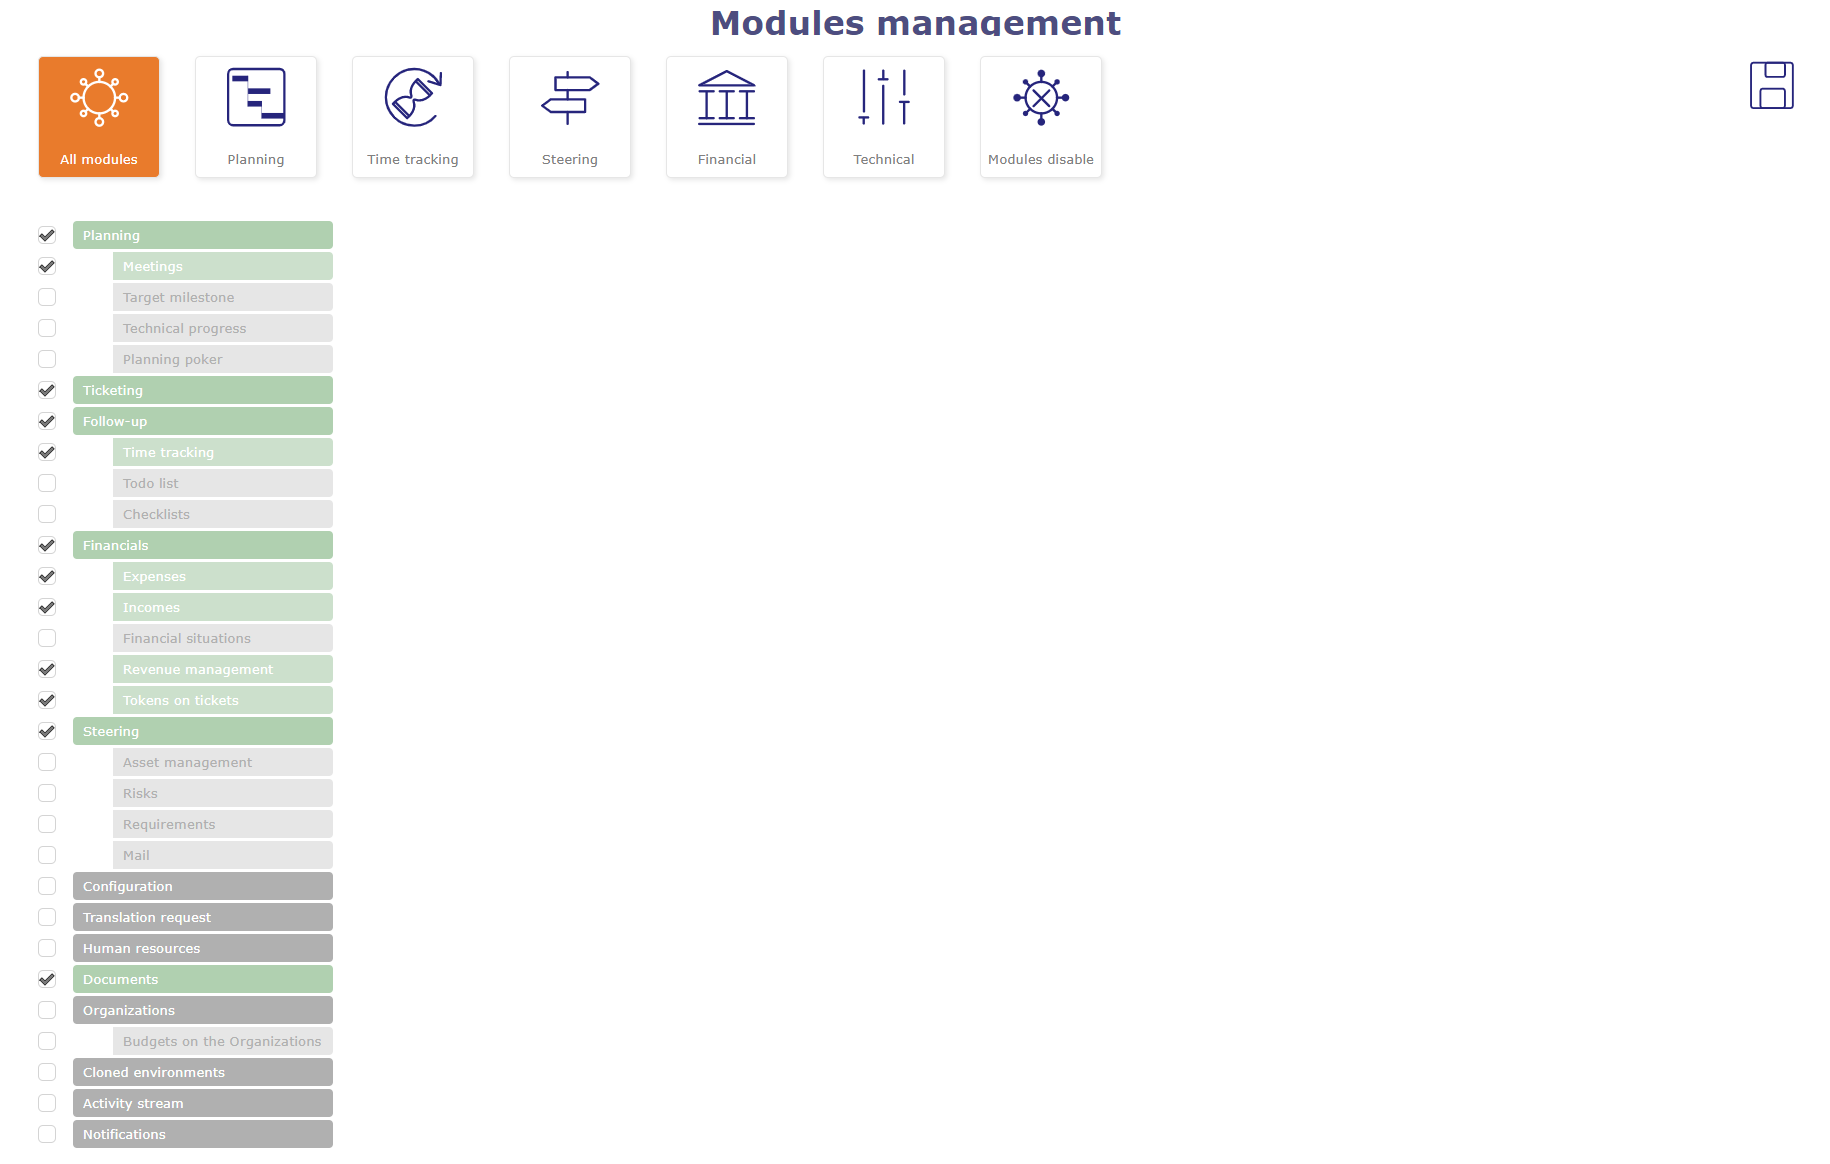 Modules management
All modules
Planning
Time tracking
Steering
Financial
Technical
Modules disable
Planning
Meetings
Target milestone
Technical progress
Planning poker
Ticketing
Follow-up
Time tracking
Todo list
Checklists
Financials
Expenses
Incomes
Financial situations
Revenue management
Tokens on tickets
Steering
Asset management
Risks
Requirements
Mail
Configuration
Translation request
Human resources
Documents
Organizations
Budgets on the Organizations
Cloned environments
Activity stream
Notifications